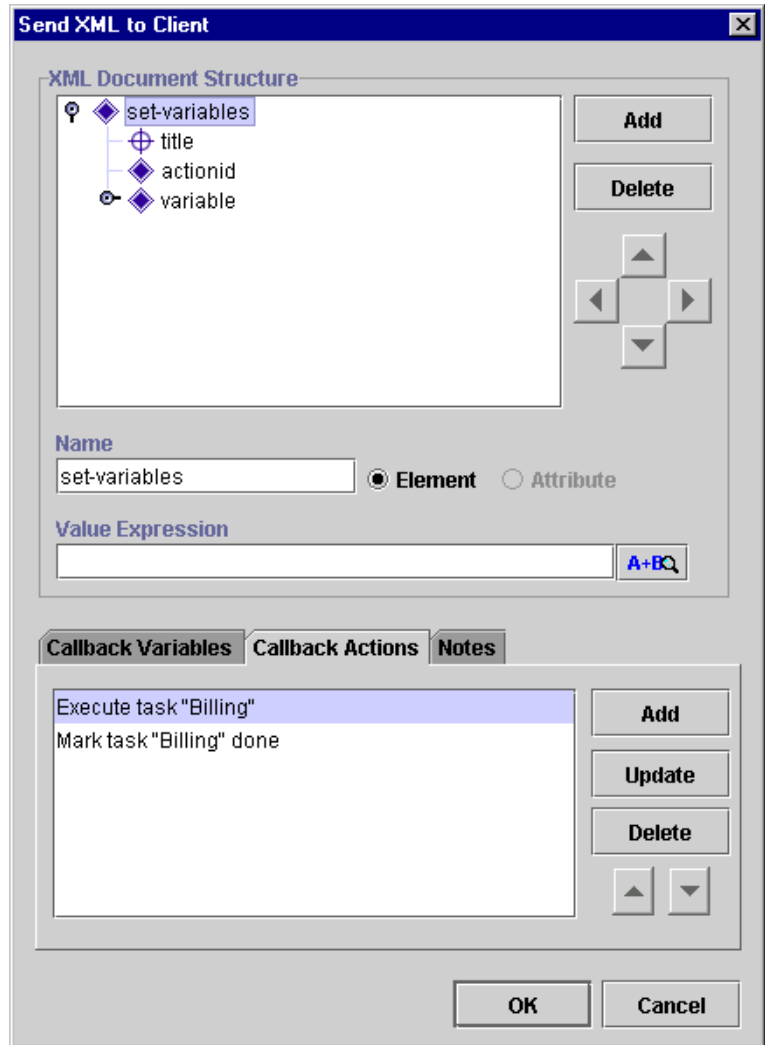 Send XML to Client
XML Document Structure
set-variables
title
actionid
variable
Add
Delete
Name
set-variables
Element
Attribute
Value Expression
A+B
Callback Variables
Callback Actions
Notes
Execute task "Billing"
Mark task "Billing" done
Add
Update
Delete
OK
Cancel